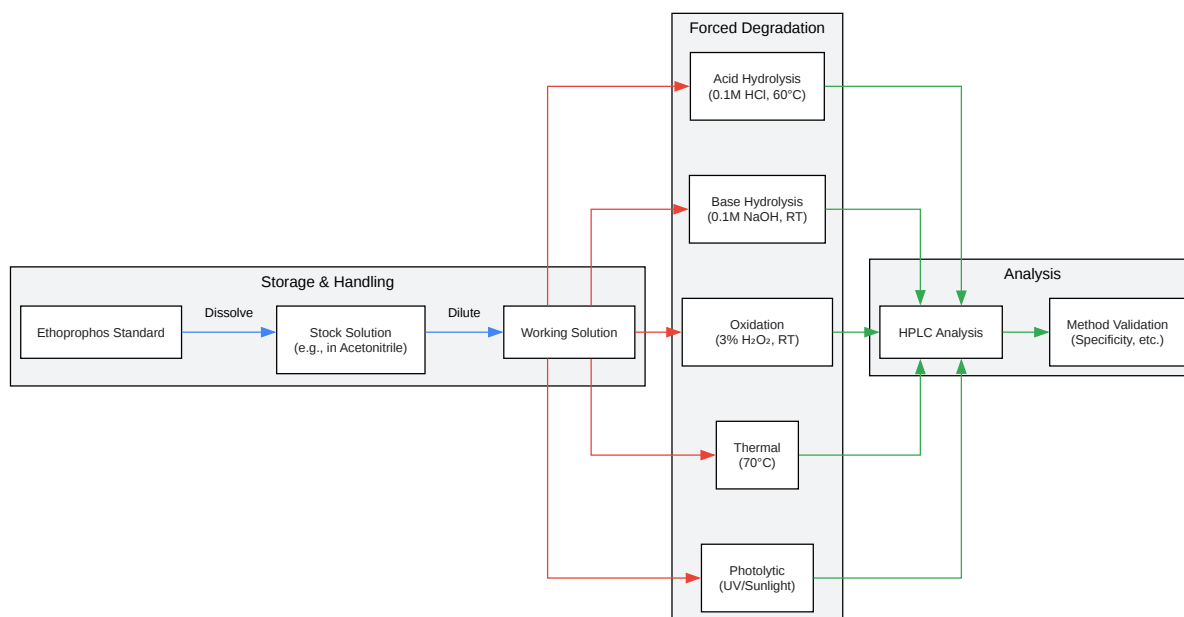 Forced Degradation
Acid Hydrolysis
(0.1M HCl, 60°C)
Base Hydrolysis
(0.1M NaOH, RT)
Storage & Handling
Analysis
Ethoprophos Standard
Dissolve
Stock Solution
(e.g., in Acetonitrile)
Dilute
Working Solution
Oxidation
(3% H₂O₂, RT)
HPLC Analysis
Method Validation
(Specificity, etc.)
Thermal
(70°C)
Photolytic
(UV/Sunlight)